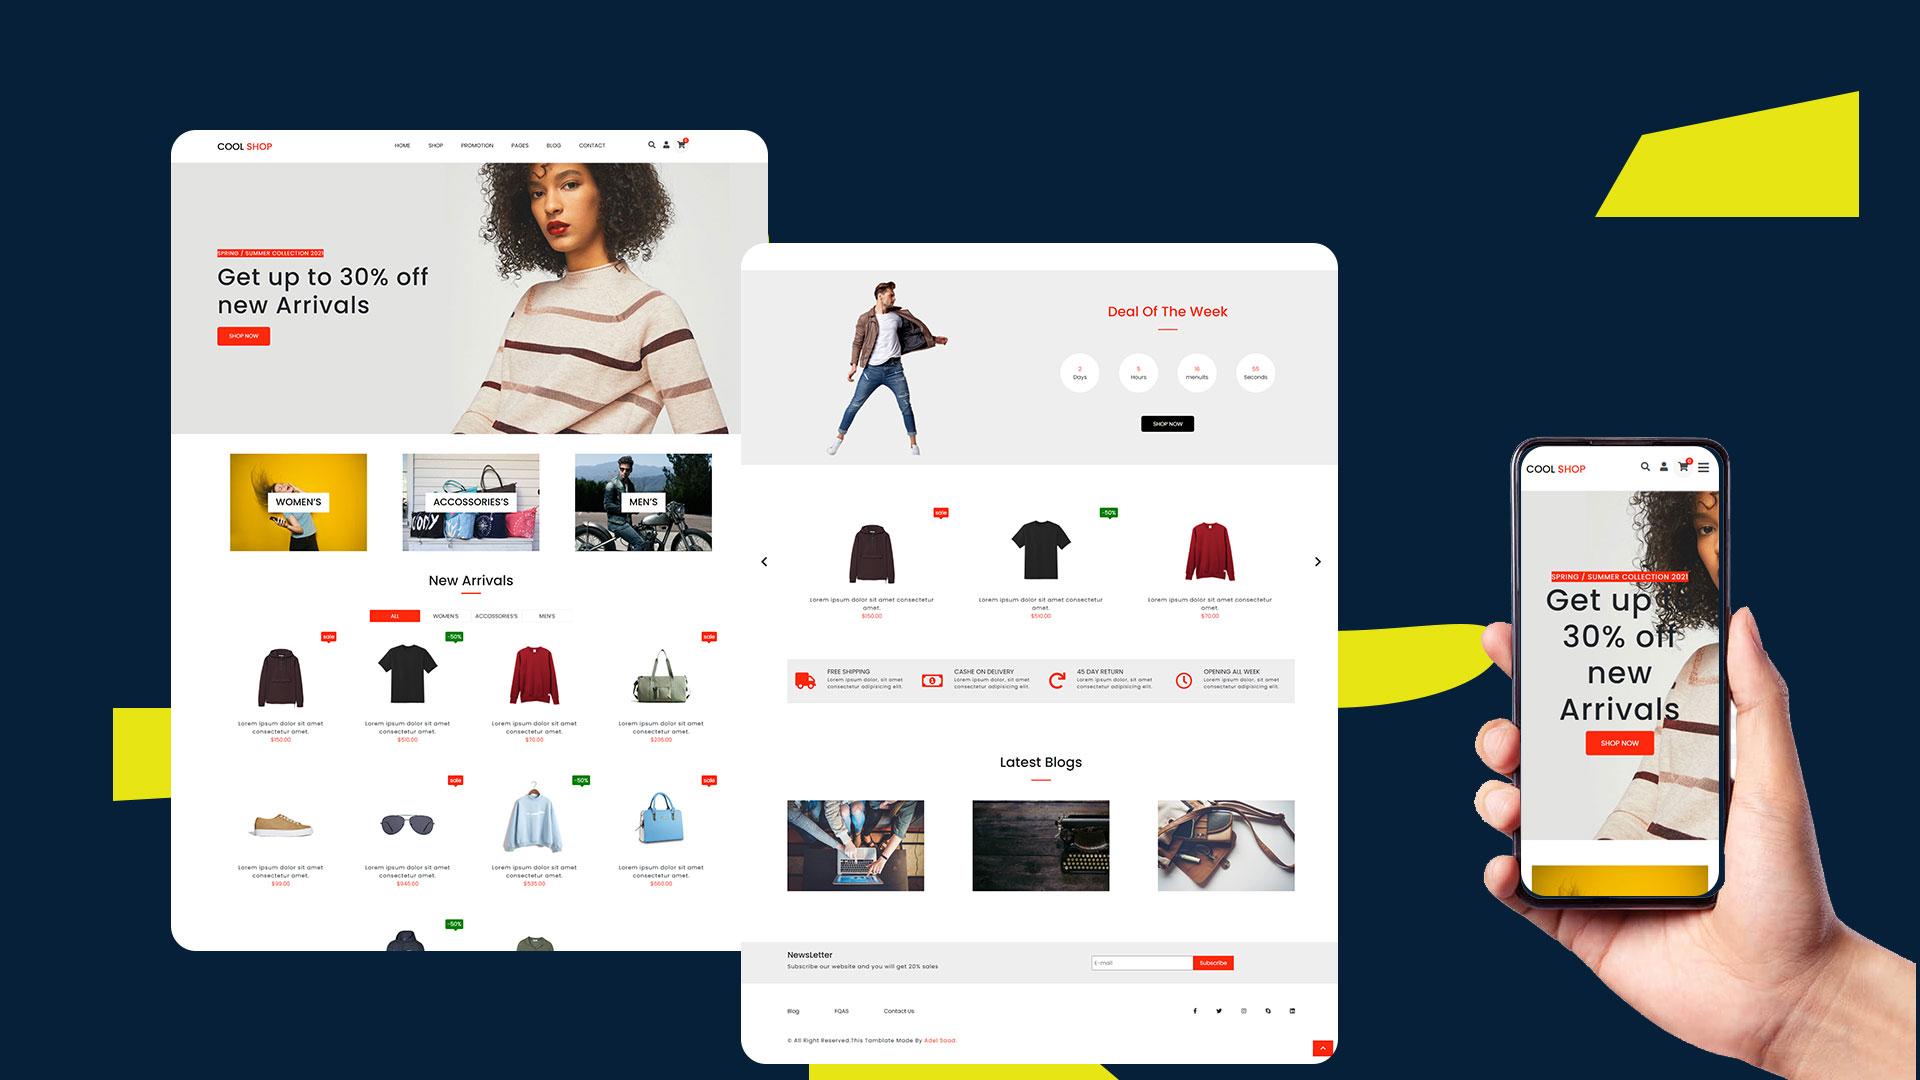 COOL SHOP
HOME SHOP PROMOTION PAGES BLOG CONTACT
0
SPRING / SUMMER COLLECTION 2021
Get up to 30% off
new Arrivals
SHOP NOW
WOMEN'S
ACCOSSORIES'S
MEN'S
New Arrivals
ALL WOMEN'S ACCOSSORIES'S MEN'S
sale
-50%
sale
Lorem ipsum dolor sit amet
consectetur amet.
$150.00
Lorem ipsum dolor sit amet
consectetur amet.
$510.00
Lorem ipsum dolor sit amet
consectetur amet.
$70.00
Lorem ipsum dolor sit amet
consectetur amet.
sale
-50%
sale
Lorem ipsum dolor sit amet
consectetur amet.
$99.00
Lorem ipsum dolor sit amet
consectetur amet.
$945.00
Lorem ipsum dolor sit amet
consectetur amet.
$535.00
Lorem ipsum dolor sit amet
consectetur amet.
$660.00
-50%
Deal Of The Week
2
Days
5
Hours
16
menuits
55
Seconds
SHOP NOW
sale
-50%
Lorem ipsum dolor sit amet consectetur
amet.
$150.00
Lorem ipsum dolor sit amet consectetur
amet.
$510.00
Lorem ipsum dolor sit amet consectetur
amet.
$70.00
FREE SHIPPING
Lorem ipsum dolor, sit amet
consectetur adipisicing elit.
CASHE ON DELIVERY
Lorem ipsum dolor, sit amet
consectetur adipisicing elit.
45 DAY RETURN
Lorem ipsum dolor, sit amet
consectetur adipisicing elit.
OPENING ALL WEEK
Lorem ipsum dolor, sit amet
consectetur adipisicing elit.
Latest Blogs
NewsLetter
Subscribe our website and you will get 20% sales
E-mail
Subscribe
Blog FQAS Contact Us
© All Right Reserved.This Tamblate Made By Adel Saad.
COOL SHOP
0
SPRING / SUMMER COLLECTION 2021
Get up to
30% off
new
Arrivals
SHOP NOW